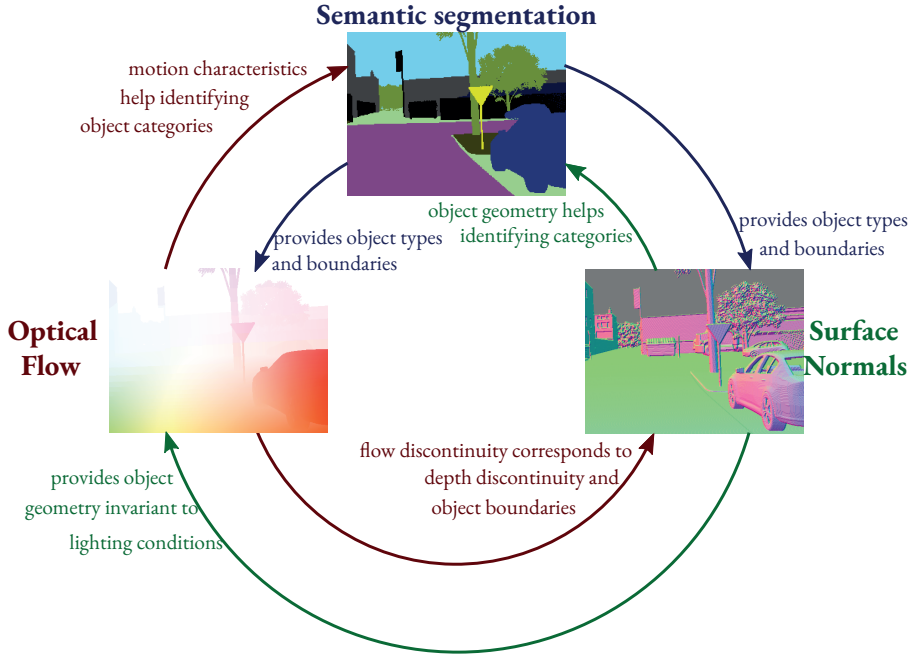 Semantic segmentation
motion characteristics
help identifying
object categories
object geometry helps
identifying categories
provides object types
and boundaries
provides object types
and boundaries
Optical
Flow
Surface
Normals
flow discontinuity corresponds to
depth discontinuity and
object boundaries
provides object
geometry invariant to
lighting conditions